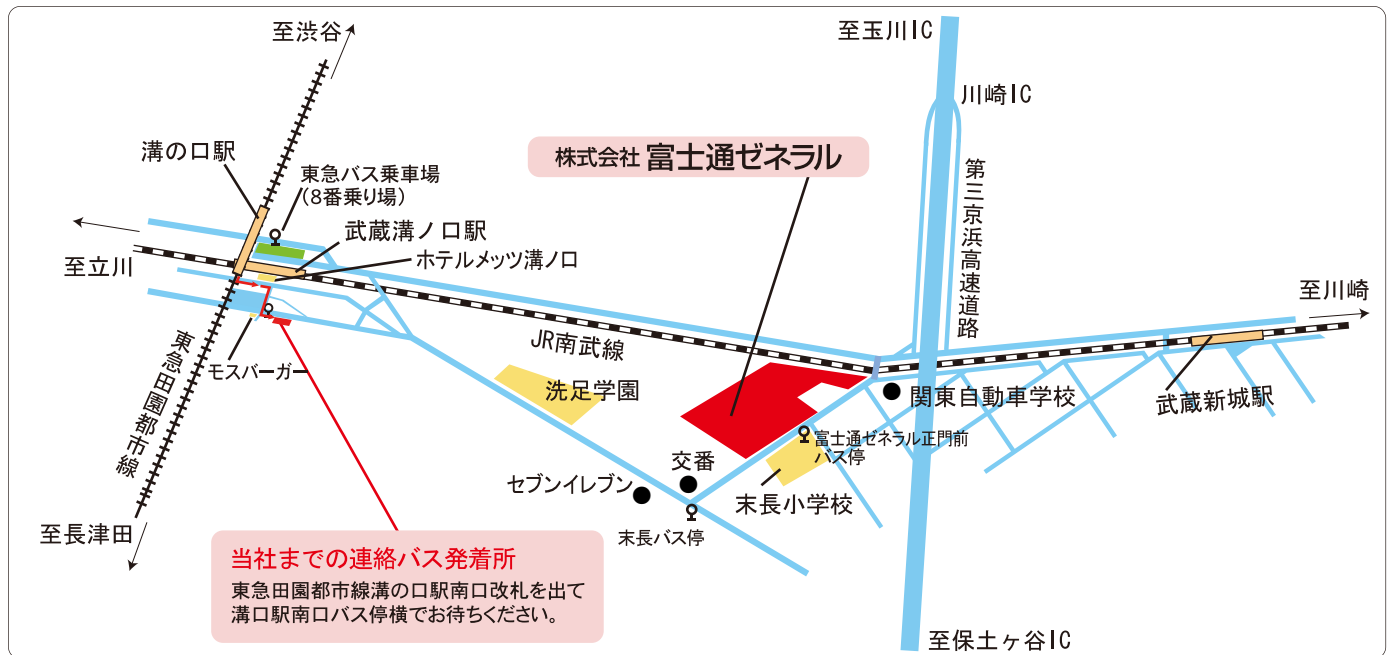 至渋谷
至玉川IC
川崎IC
溝の口駅
株式会社 富士通ゼネラル
東急バス乗車場
（8番乗り場）
第三京浜高速道路
武蔵溝ノ口駅
ホテルメッツ溝ノ口
至立川
至川崎
JR南武線
モスバーガー
東急田園都市線
洗足学園
関東自動車学校
武蔵新城駅
富士通ゼネラル正門前
バス停
交番
セブンイレブン
末長小学校
末長バス停
至長津田
当社までの連絡バス発着所
東急田園都市線溝の口駅南口改札を出て
溝口駅南口バス停横でお待ちください。
至保土ヶ谷IC